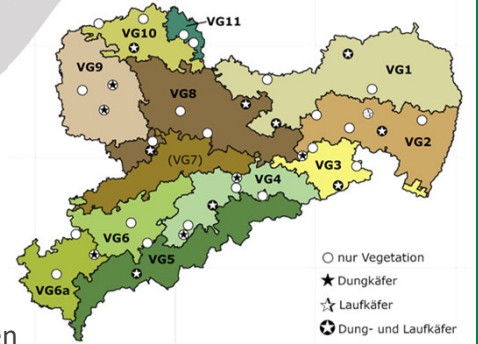 VG11
VG10
VG9
VG8
VG1
VG2
(VG7)
VG3
VG4
VG6
VG5
VG6a
nur Vegetation
Dungkäfer
Laufkäfer
Dung- und Laufkäfer
en